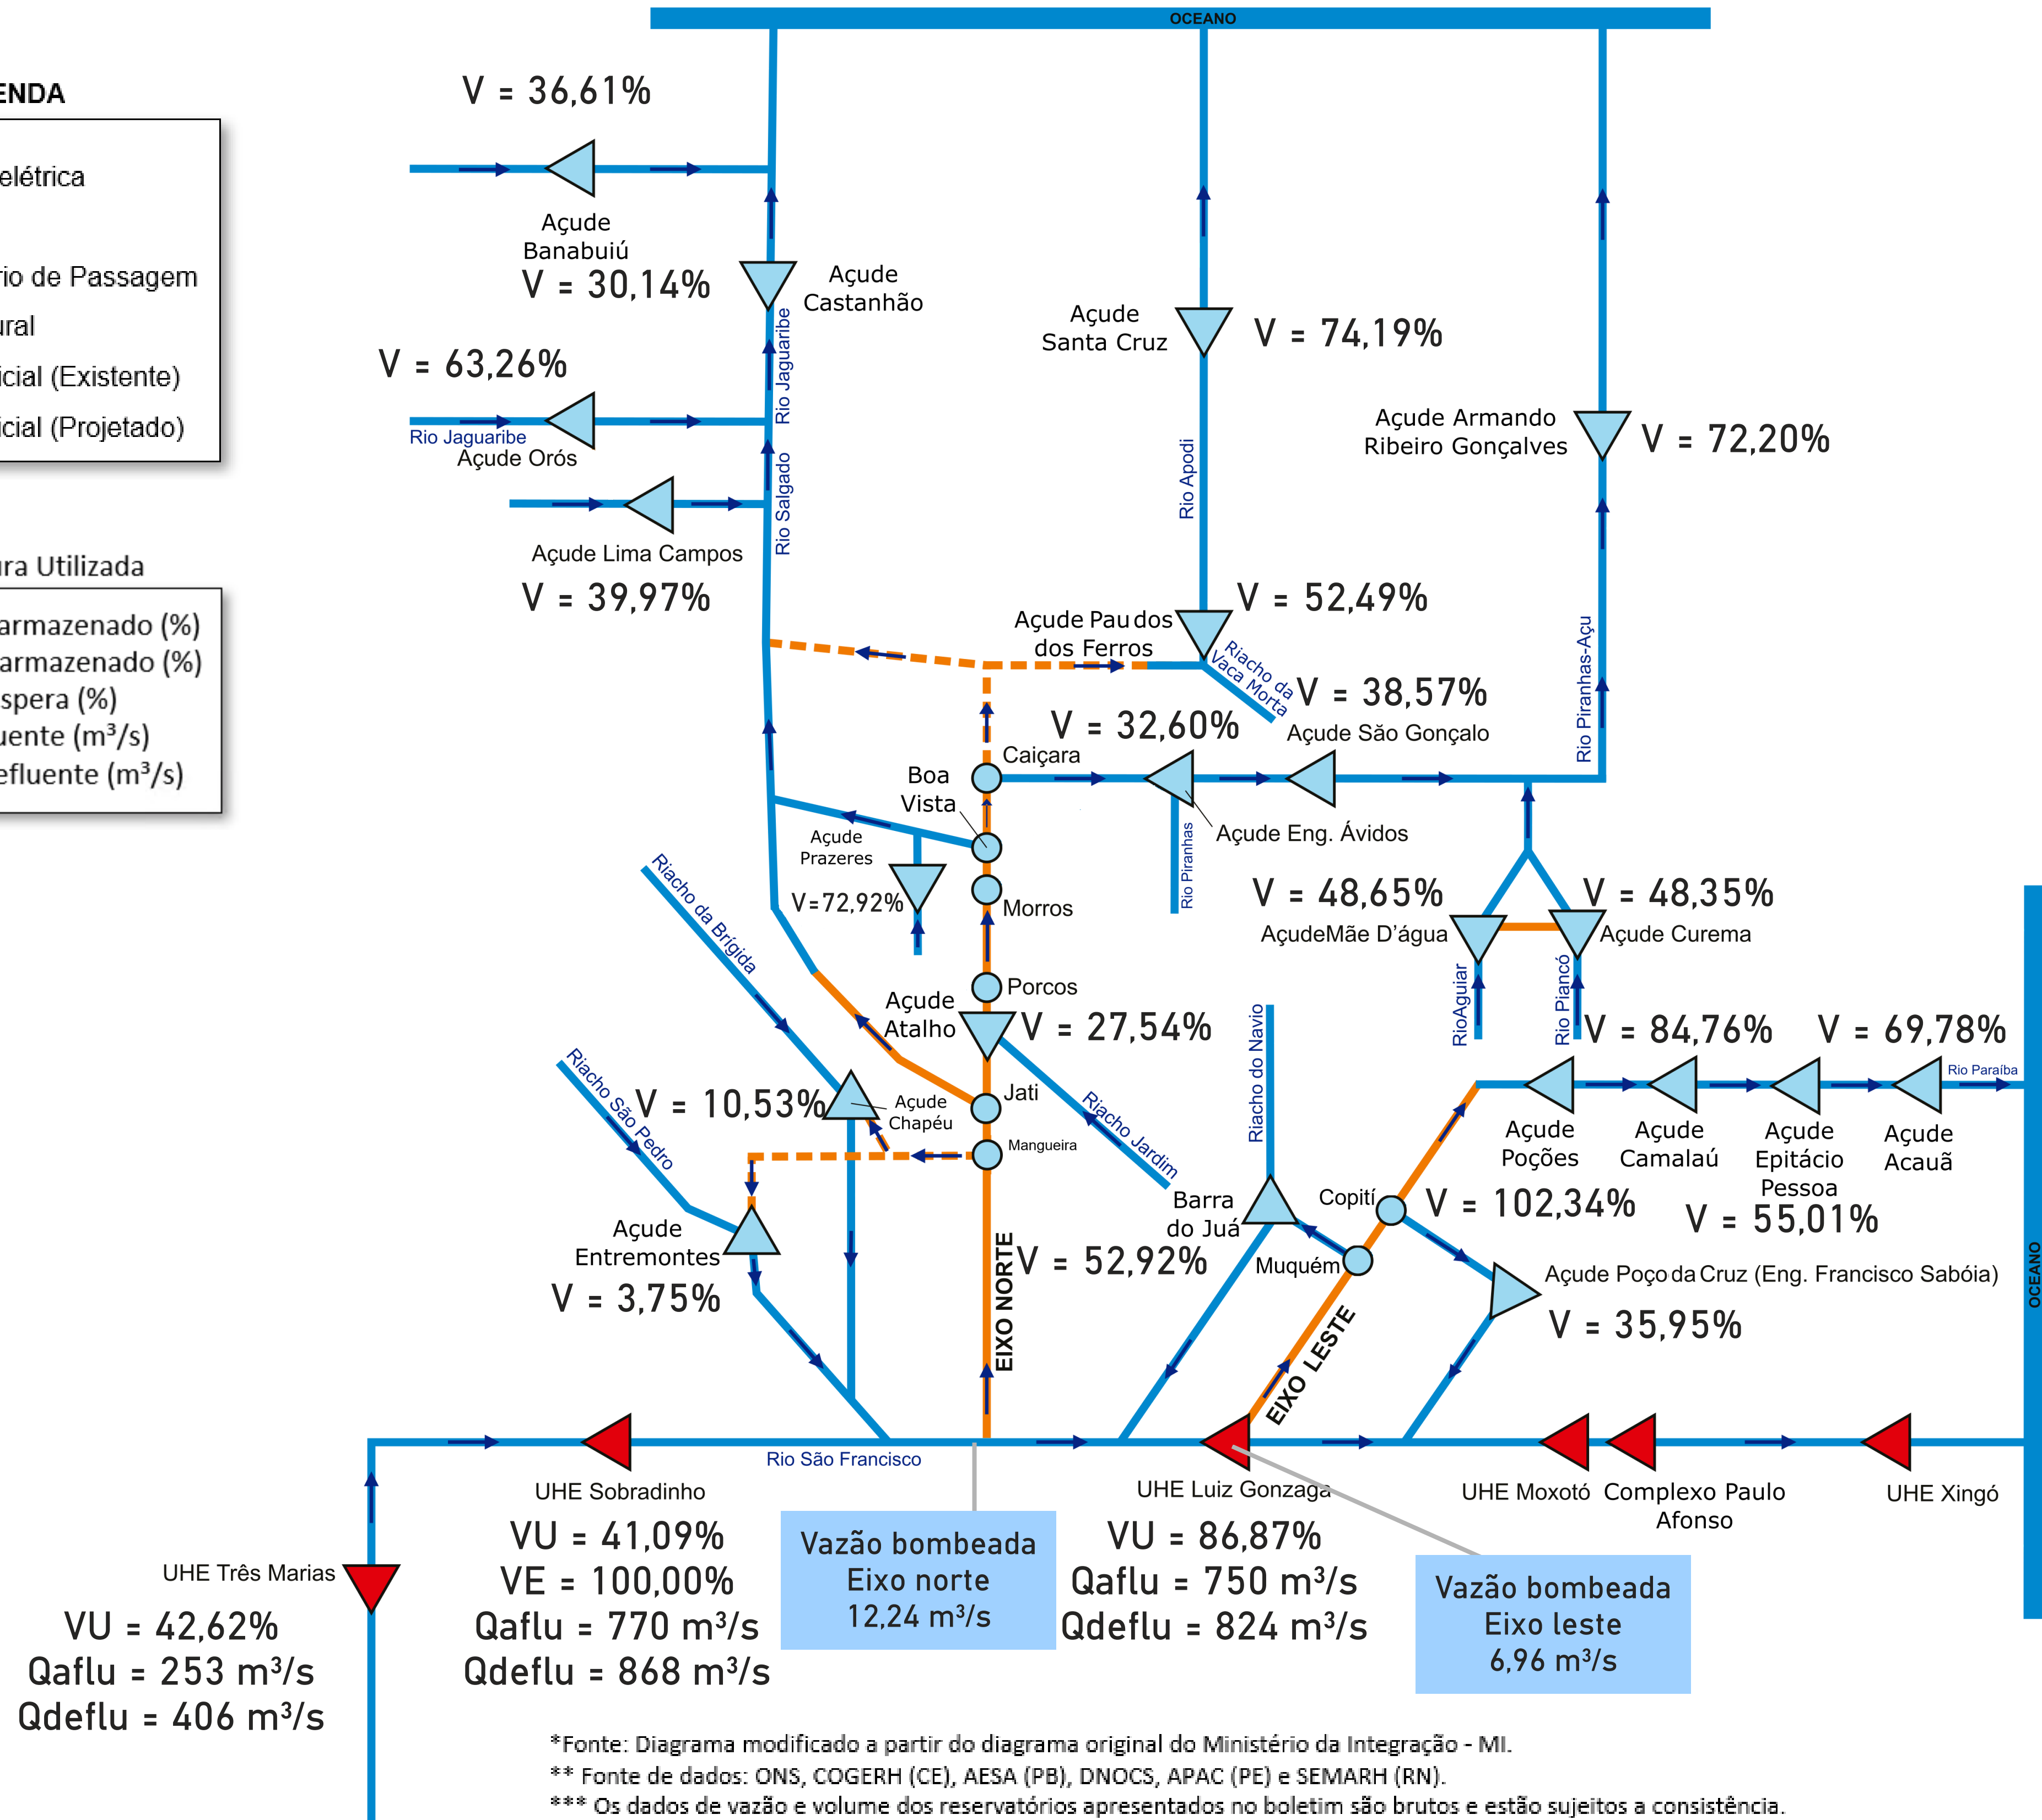 OCEANO
V = 36,61%
ENDA
elétrica
rio de Passagem
ural
icial (Existente)
icial (Projetado)
Açude
Banabuiú
V = 30,14%
Açude
Castanhão
Rio Jaguaribe
Açude
Santa Cruz
V = 74,19%
V = 63,26%
Rio Jaguaribe
Açude Orós
Açude Armando
Ribeiro Gonçalves
V = 72,20%
Rio Apodi
Rio Salgado
Açude Lima Campos
V = 39,97%
ura Utilizada
armazenado (%)
armazenado (%)
spera (%)
uente (m³/s)
efluente (m³/s)
V = 52,49%
Açude Pau dos
dos Ferros
Riacho da
Vaca Morta
V = 38,57%
Açude São Gonçalo
V = 32,60%
Rio Piranhas-Açu
Caiçara
Boa
Vista
Açude Eng. Ávidos
Rio Piranhas
Açude
Prazeres
V=72,92%
Morros
Riacho da Brígida
V = 48,65%
V = 48,35%
AçudeMãe D'água
Açude Curema
RioAguiar
Rio Piancó
Porcos
Açude
Atalho
V = 27,54%
Riacho do Navio
V = 84,76%
V = 69,78%
Rio Paraíba
Riacho São Pedro
V = 10,53%
Açude
Chapéu
Jati
Mangueira
Riacho Jardim
Açude
Poções
Açude
Camalaú
Açude
Epitácio
Pessoa
Açude
Acauã
V = 102,34%
V = 55,01%
Barra
do Juá
Copití
Muquém
V = 52,92%
Açude
Entremontes
V = 3,75%
EIXO NORTE
EIXO LESTE
Açude Poço da Cruz (Eng. Francisco Sabóia)
V = 35,95%
OCEANO
Rio São Francisco
UHE Sobradinho
VU = 41,09%
VE = 100,00%
Qaflu = 770 m³/s
Qdeflu = 868 m³/s
Vazão bombeada
Eixo norte
12,24 m³/s
UHE Luiz Gonzaga
VU = 86,87%
Qaflu = 750 m³/s
Qdeflu = 824 m³/s
UHE Moxotó
Complexo Paulo
Afonso
UHE Xingó
Vazão bombeada
Eixo leste
6,96 m³/s
UHE Três Marias
VU = 42,62%
Qaflu = 253 m³/s
Qdeflu = 406 m³/s
*Fonte: Diagrama modificado a partir do diagrama original do Ministério da Integração - MI.
** Fonte de dados: ONS, COGERH (CE), AESA (PB), DNOCS, APAC (PE) e SEMARH (RN).
*** Os dados de vazão e volume dos reservatórios apresentados no boletim são brutos e estão sujeitos a consistência.